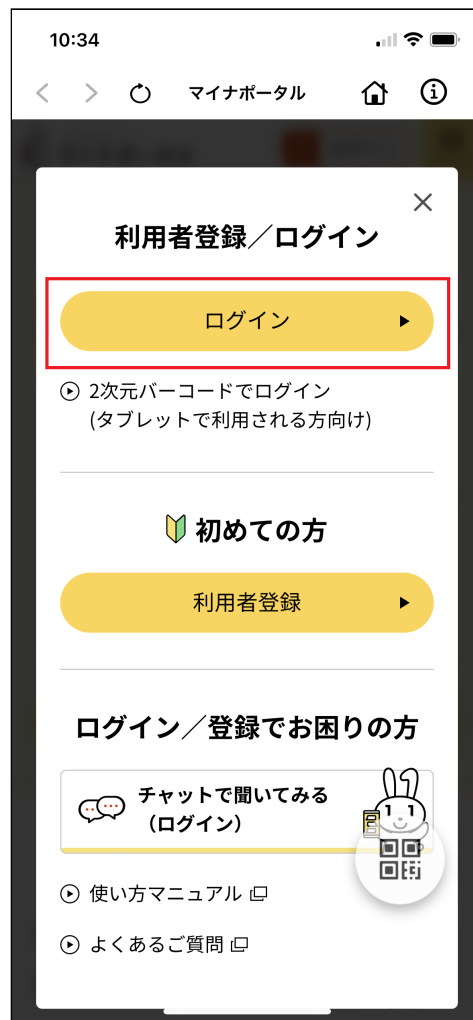 10:34
マイナポータル
利用者登録／ログイン
ログイン
2次元バーコードでログイン
(タブレットで利用される方向け)
初めての方
利用者登録
ログイン／登録でお困りの方
チャットで聞いてみる
（ログイン）
使い方マニュアル
よくあるご質問